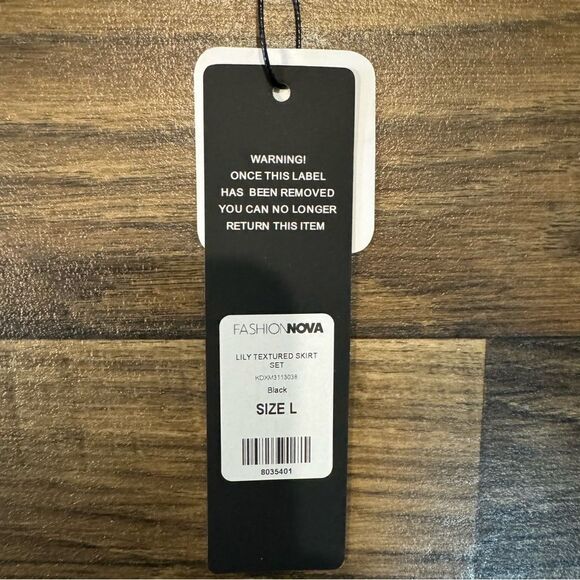 WARNING!
ONCE THIS LABEL
HAS BEEN REMOVED
YOU CAN NO LONGER
RETURN THIS ITEM
FASHIONNOVA
LILY TEXTURED SKIRT
SET
KDXM3113038
Black
SIZE L
8035401